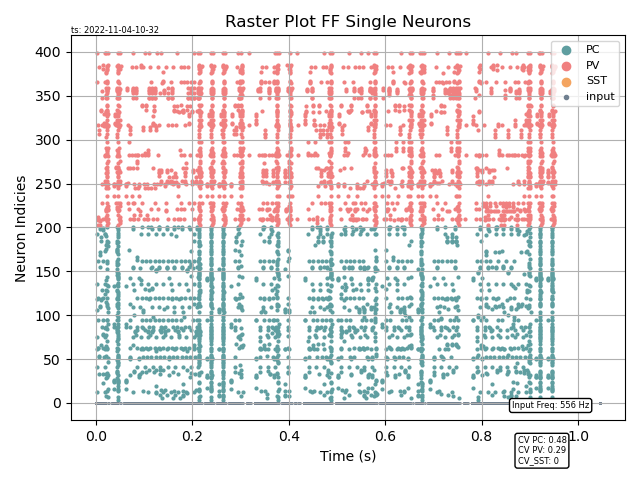 Raster Plot FF Single Neurons
ts: 2022-11-04-10-32
PC
PV
SST
input
400
350
300
250
200
150
100
50
0
Neuron Indicies
Input Freq: 556 Hz
0.0 0.2 0.4 0.6 0.8 1.0
Time (s)
CV PC: 0.48
CV PV: 0.29
CV_SST: 0